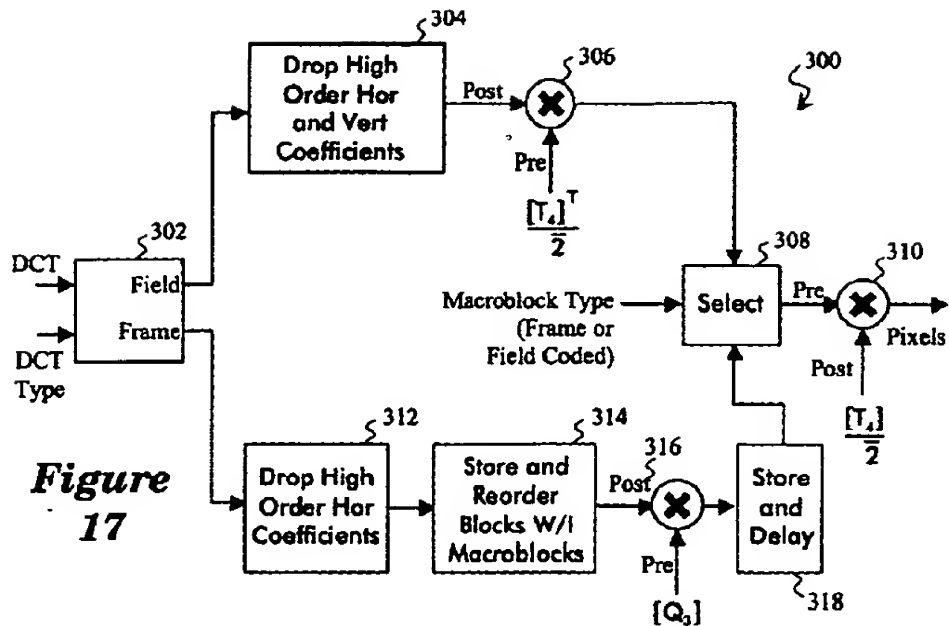 304
Drop High
Order Hor
and Vert
Coefficients
Post
306
Pre
[T₄]ᵀ
2
300
302
DCT
Field
Frame
DCT
Type
Macroblock Type
(Frame or
Field Coded)
308
Select
Pre
310
Pixels
Post
[T₄]
2
Figure
17
312
Drop High
Order Hor
Coefficients
314
Store and
Reorder
Blocks W/I
Macroblocks
Post
316
Pre
[Q₃]
Store
and
Delay
318